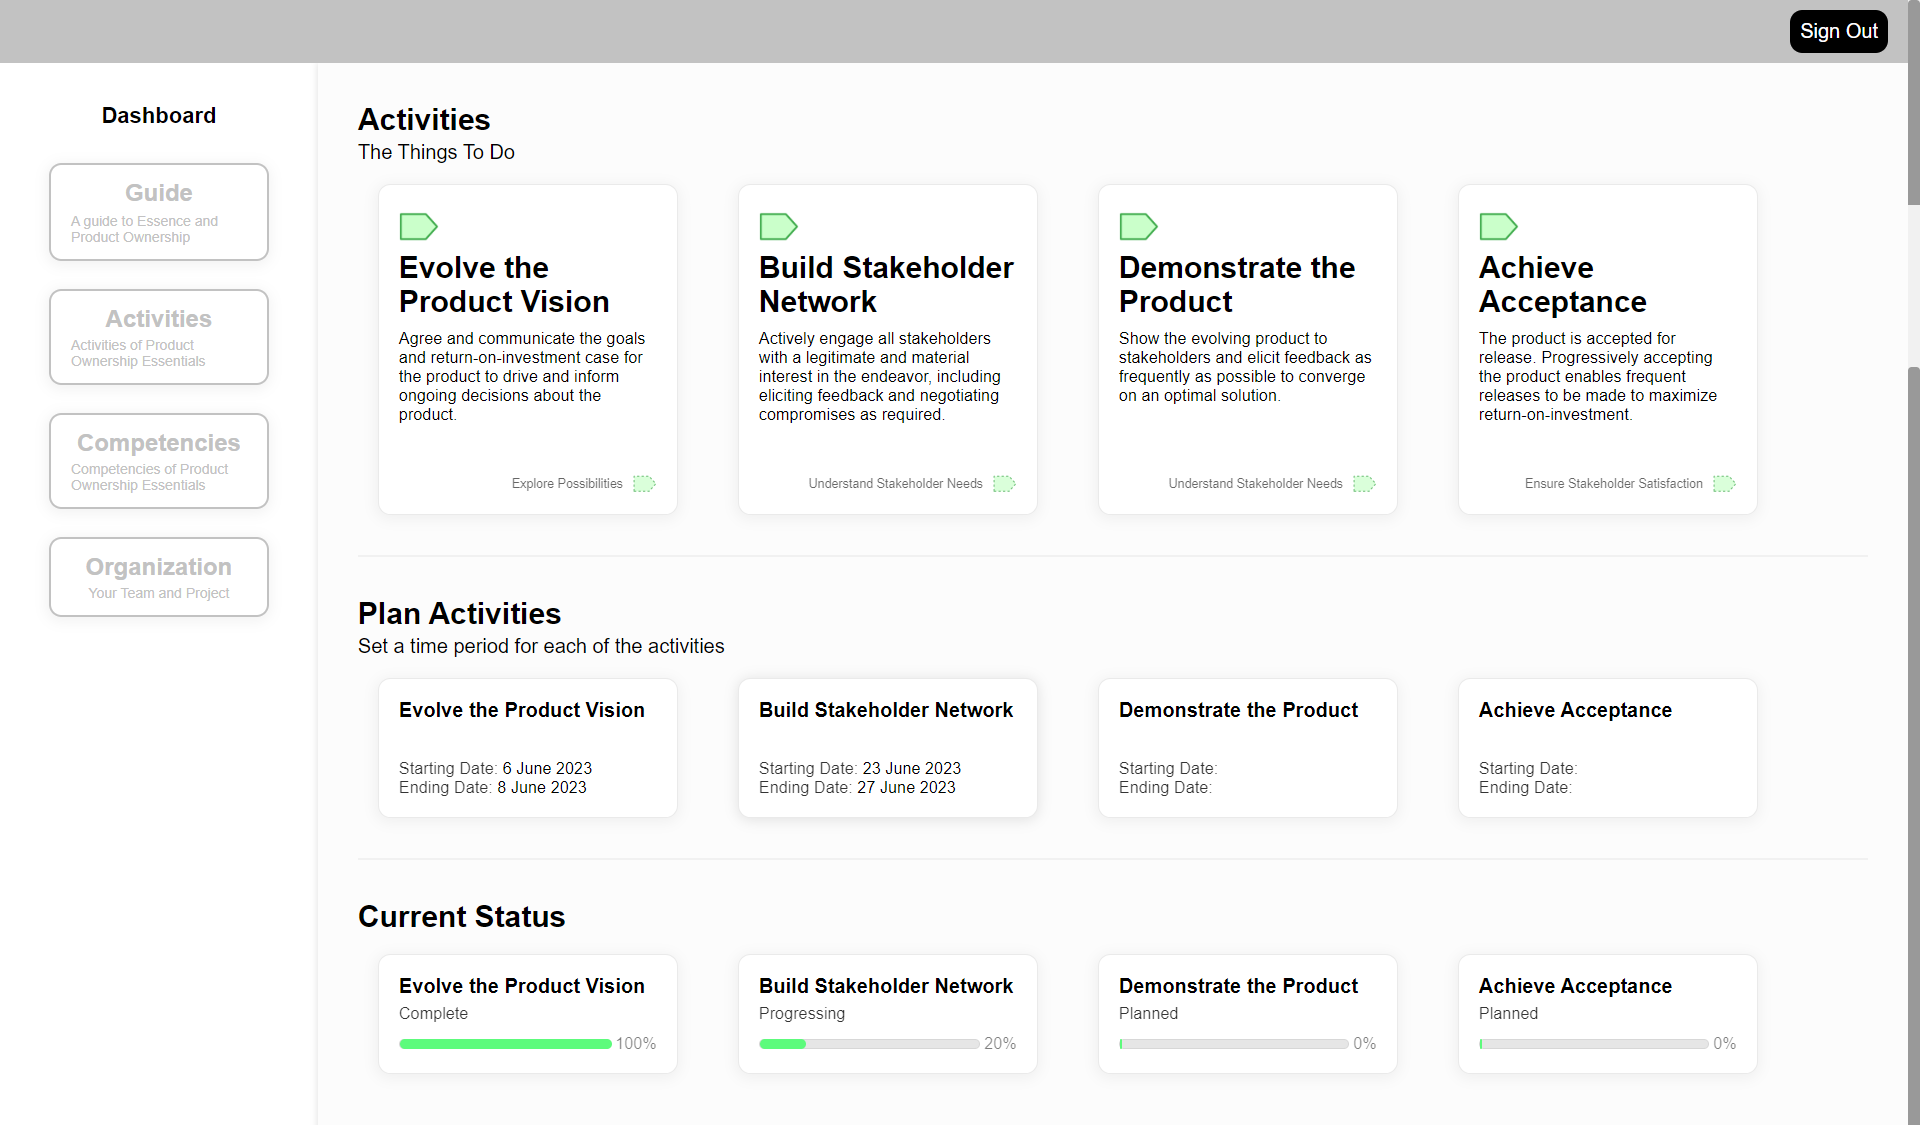 Sign Out
Dashboard
Guide
A guide to Essence and
Product Ownership
Activities
Activities of Product
Ownership Essentials
Competencies
Competencies of Product
Ownership Essentials
Organization
Your Team and Project
Activities
The Things To Do
Evolve the
Product Vision
Agree and communicate the goals
and return-on-investment case for
the product to drive and inform
ongoing decisions about the
product.
Explore Possibilities
Build Stakeholder
Network
Actively engage all stakeholders
with a legitimate and material
interest in the endeavor, including
eliciting feedback and negotiating
compromises as required.
Understand Stakeholder Needs
Demonstrate the
Product
Show the evolving product to
stakeholders and elicit feedback as
frequently as possible to converge
on an optimal solution.
Understand Stakeholder Needs
Achieve
Acceptance
The product is accepted for
release. Progressively accepting
the product enables frequent
releases to be made to maximize
return-on-investment.
Ensure Stakeholder Satisfaction
Plan Activities
Set a time period for each of the activities
Evolve the Product Vision
Starting Date: 6 June 2023
Ending Date: 8 June 2023
Build Stakeholder Network
Starting Date: 23 June 2023
Ending Date: 27 June 2023
Demonstrate the Product
Starting Date:
Ending Date:
Achieve Acceptance
Starting Date:
Ending Date:
Current Status
Evolve the Product Vision
Complete
100%
Build Stakeholder Network
Progressing
20%
Demonstrate the Product
Planned
0%
Achieve Acceptance
Planned
0%